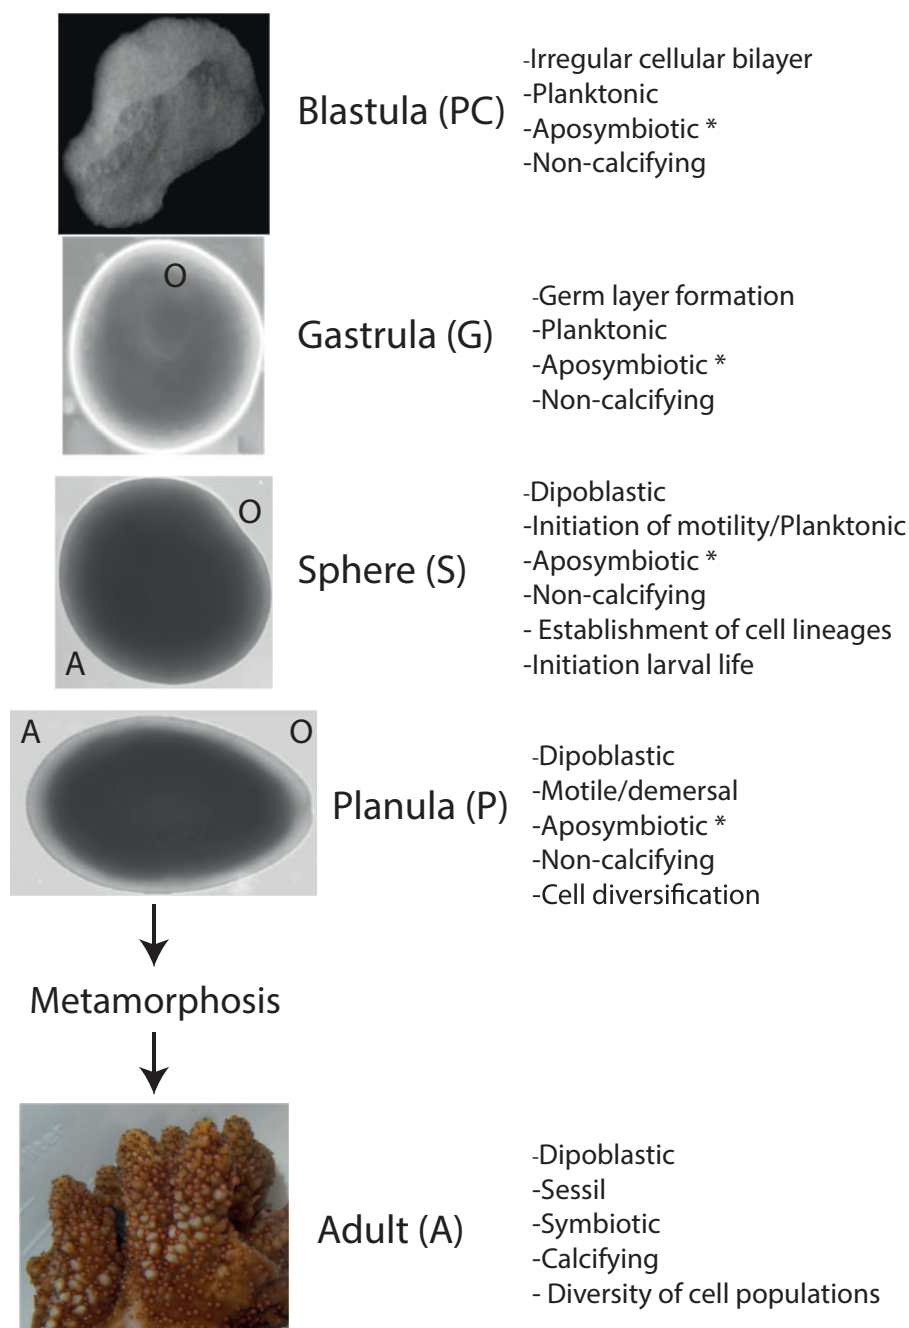 Blastula (PC)
-Irregular cellular bilayer
-Planktonic
-Aposymbiotic *
-Non-calcifying
O
Gastrula (G)
-Germ layer formation
-Planktonic
-Aposymbiotic *
-Non-calcifying
O
A
Sphere (S)
-Dipoblastic
-Initiation of motility/Planktonic
-Aposymbiotic *
-Non-calcifying
- Establishment of cell lineages
-Initiation larval life
A
O
Planula (P)
-Dipoblastic
-Motile/demersal
-Aposymbiotic *
-Non-calcifying
-Cell diversification
Metamorphosis
Adult (A)
-Dipoblastic
-Sessil
-Symbiotic
-Calcifying
- Diversity of cell populations